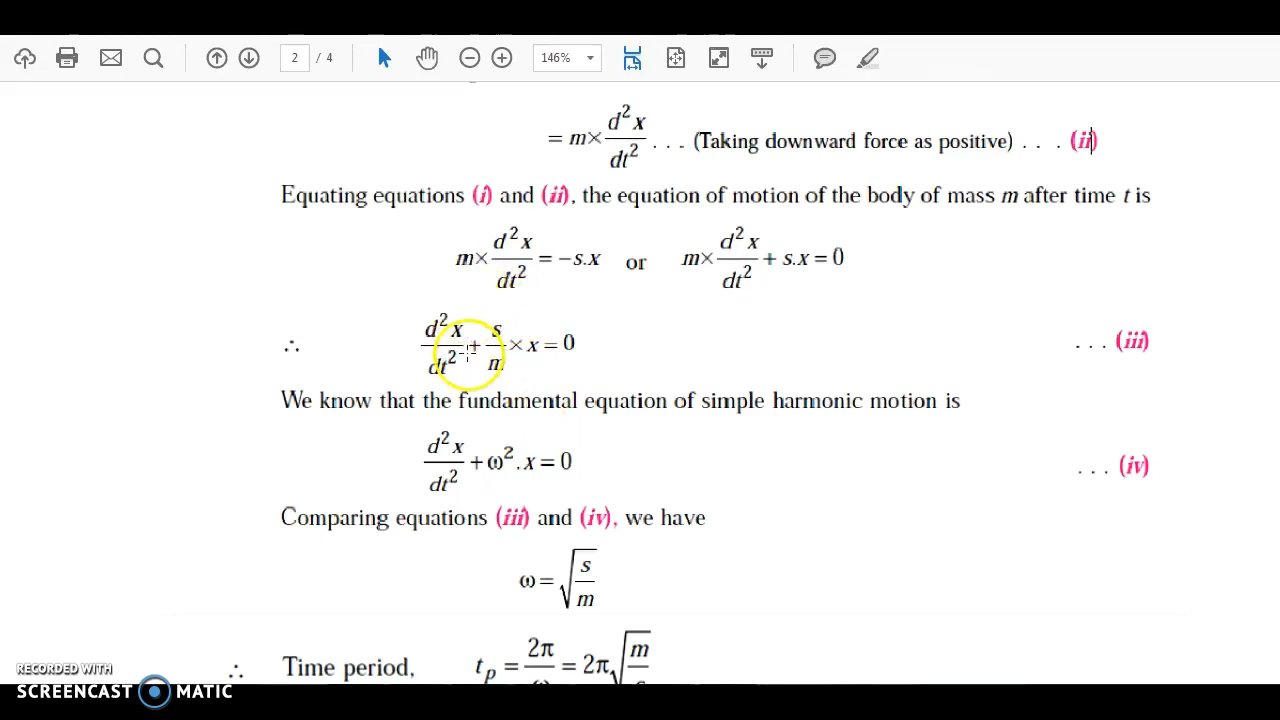 2 / 4 146%
= m× d²x/dt² . . . (Taking downward force as positive) . . . (ii)
Equating equations (i) and (ii), the equation of motion of the body of mass m after time t is
m× d²x/dt² = −s.x or m× d²x/dt² + s.x = 0
∴ d²x/dt² + s/m × x = 0 . . . (iii)
We know that the fundamental equation of simple harmonic motion is
d²x/dt² + ω².x = 0 . . . (iv)
Comparing equations (iii) and (iv), we have
ω = √(s/m)
∴ Time period, tₚ = 2π/ω = 2π√(m/s)
RECORDED WITH
SCREENCAST MATIC